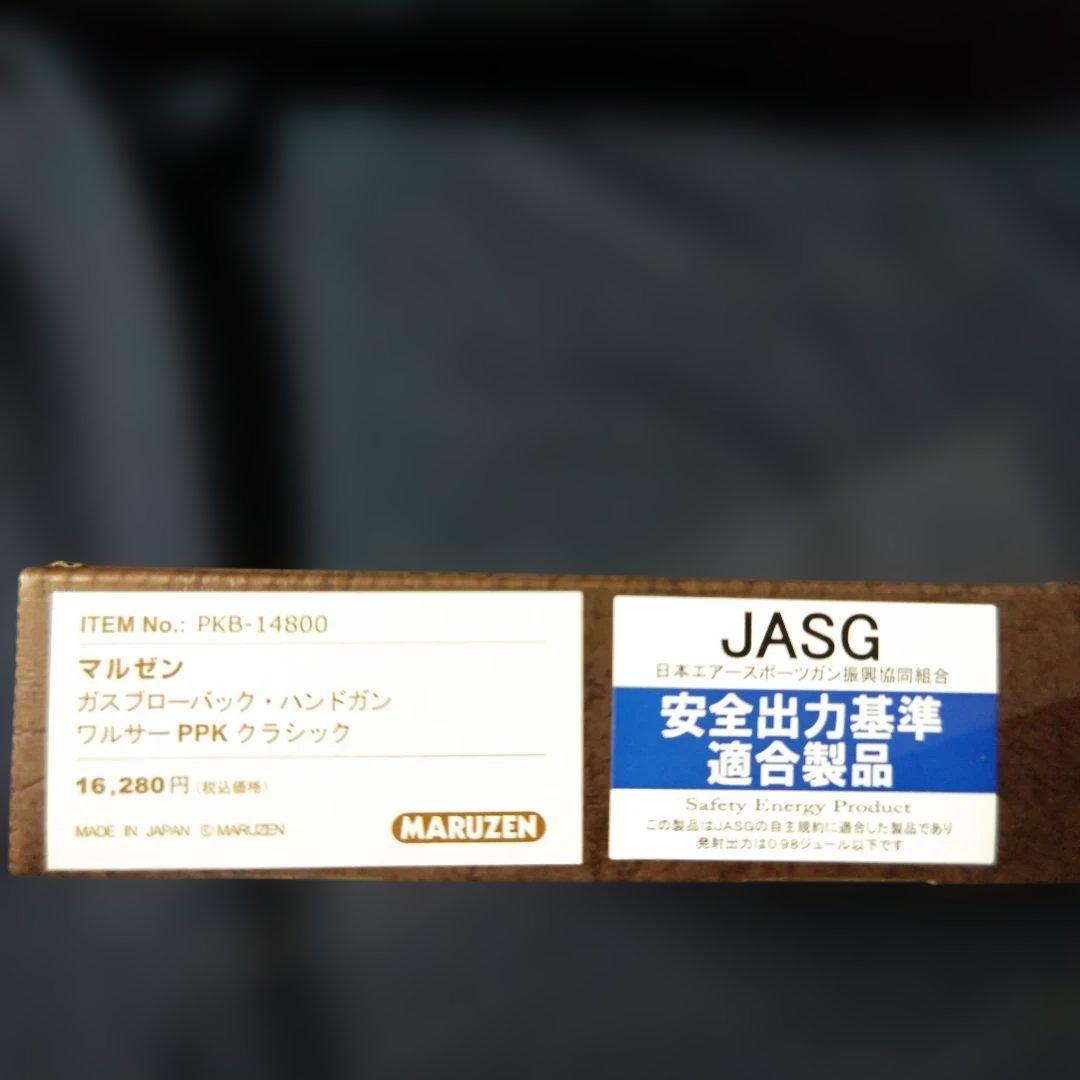 ITEM No.: PKB-14800
マルゼン
ガスブローバック・ハンドガン
ワルサー PPK クラシック
16,280円 (税込価格)
MADE IN JAPAN © MARUZEN
MARUZEN
JASG
日本エアースポーツガン振興協同組合
安全出力基準
適合製品
Safety Energy Product
この製品はJASGの自主規約に適合した製品であり
発射出力は0.98ジュール以下です